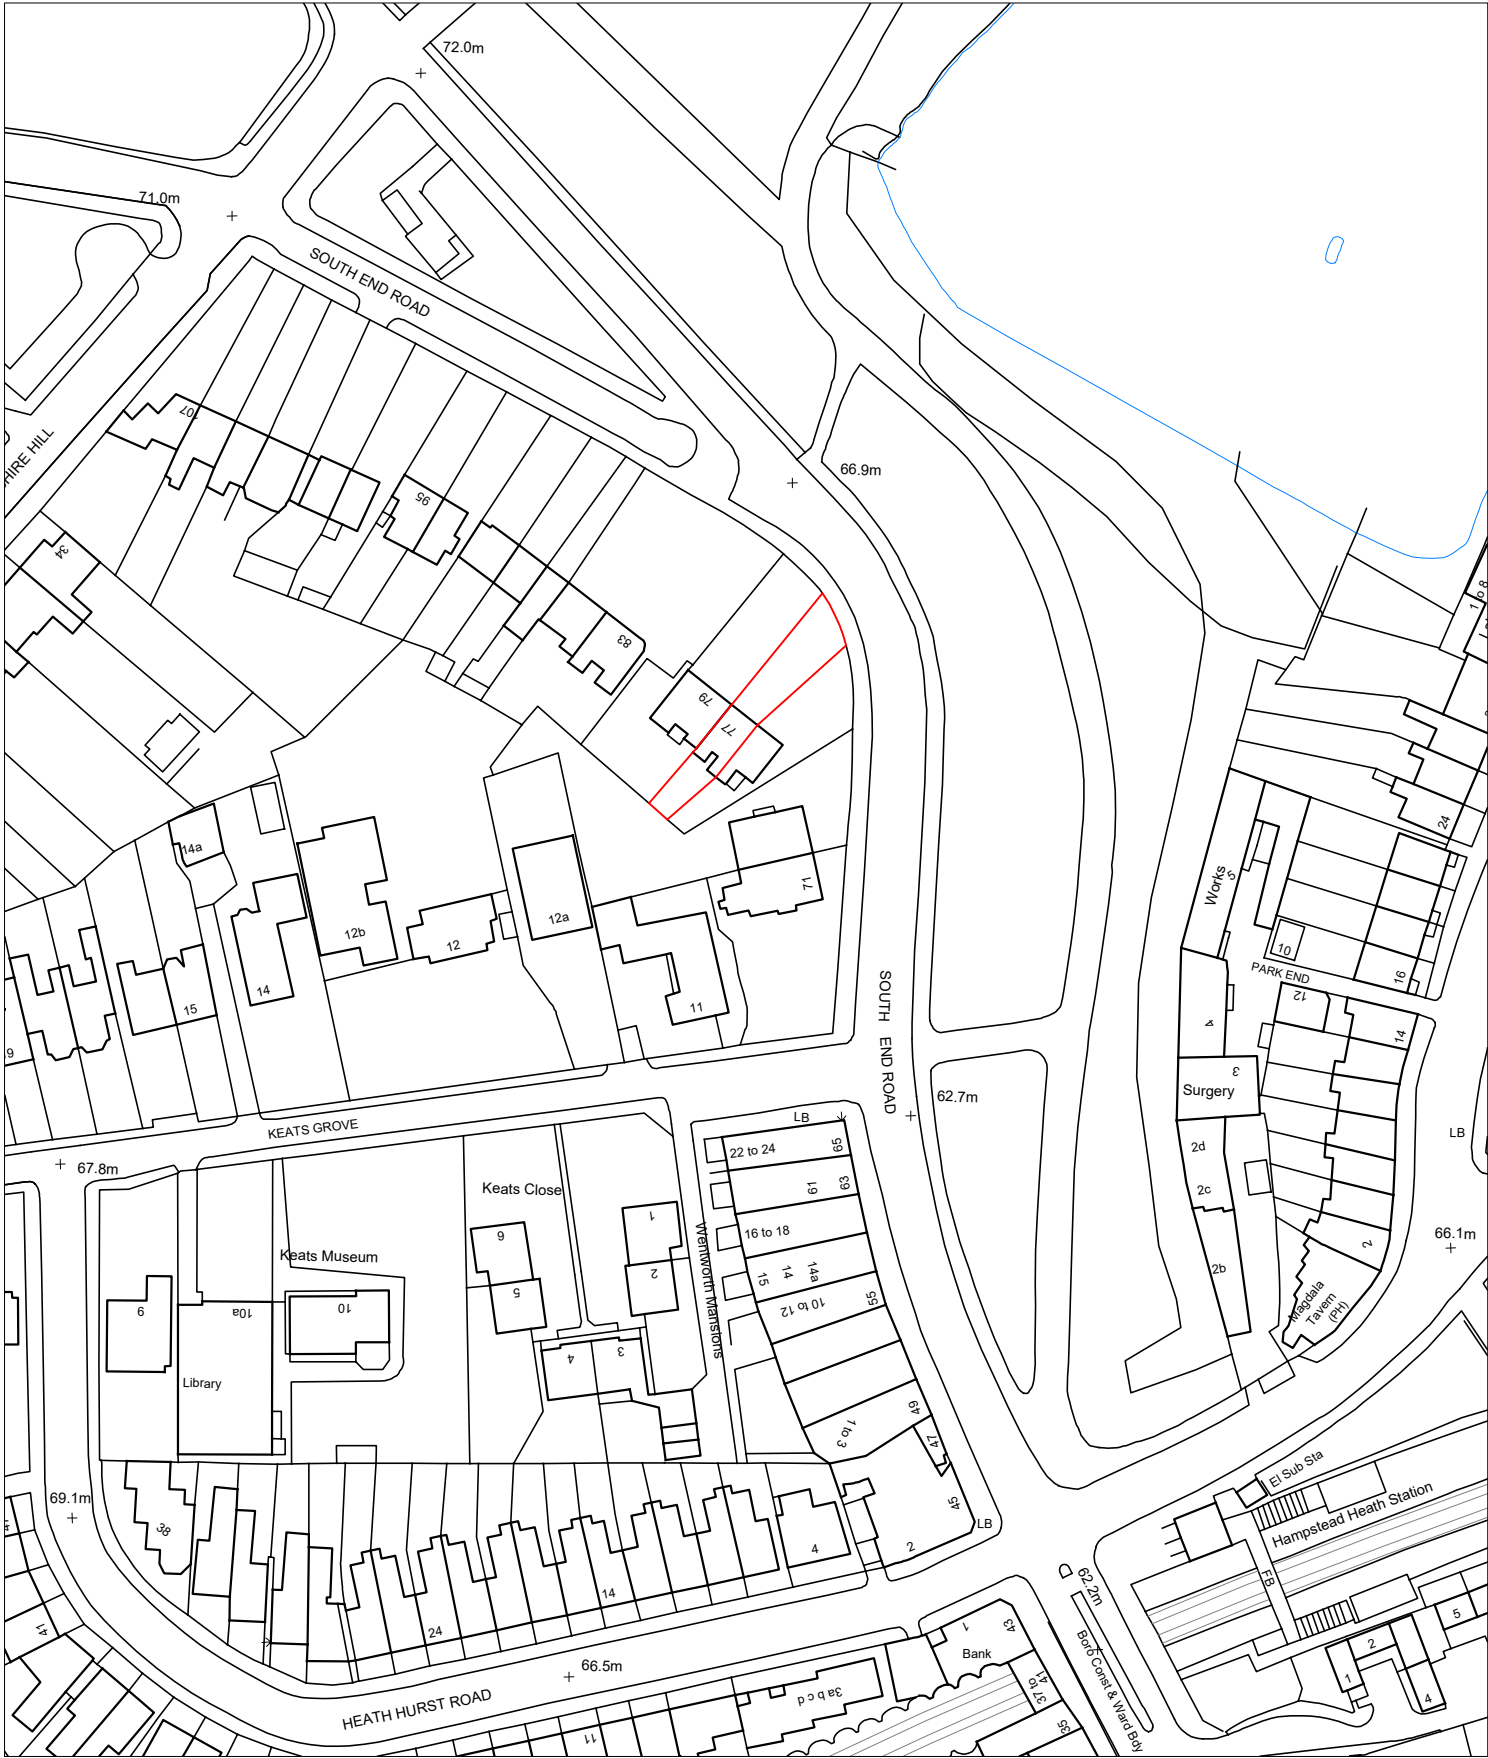 72.0m
71.0m
SOUTH END ROAD
107
66.9m
HIRE HILL
95
34
1 to 8
83
79
77
24
14a
71
Works
5
12a
12b
12
10
16
PARK END
14
15
11
12
SOUTH END ROAD
4
14
9
3
Surgery
62.7m
LB
KEATS GROVE
LB
22 to 24
65
2d
67.8m
Keats Close
61
63
2c
1
16 to 18
66.1m
Keats Museum
6
Wentworth Mansions
2
2
15
14
14a
2b
5
10 to 12
55
9
10a
10
Magdala
Tavern
(PH)
4
3
Library
49
1 to 3
47
El Sub Sta
69.1m
45
Hampstead Heath Station
38
LB
4
2
FB
14
62.2m
24
41
5
1
43
2
Bank
66.5m
Boro Const & Ward Bdy
1
3a b c d
37 to 41
4
HEATH HURST ROAD
11
35